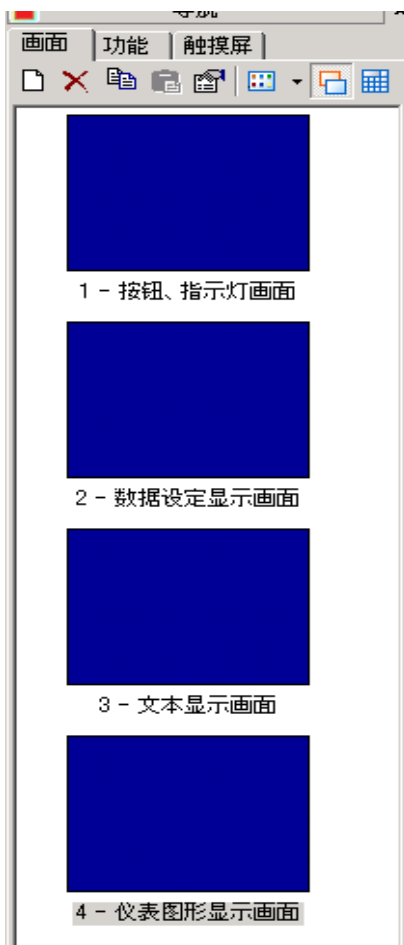 导航
画面 功能 触摸屏
1 - 按钮、指示灯画面
2 - 数据设定显示画面
3 - 文本显示画面
4 - 仪表图形显示画面